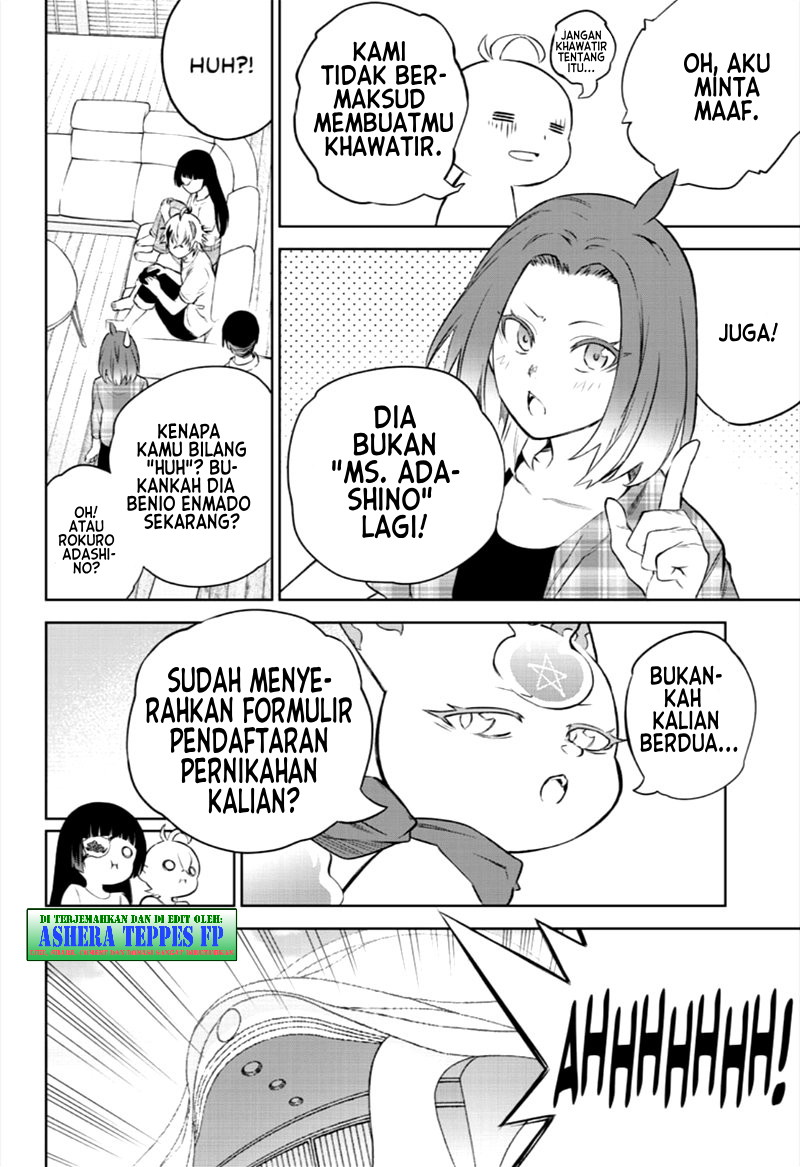 OH, AKU
MINTA
MAAF.
JANGAN
KHAWATIR
TENTANG
ITU...
KAMI
TIDAK BER-
MAKSUD
MEMBUATMU
KHAWATIR.
HUH?!
JUGA!
DIA
BUKAN
"MS. ADA-
SHINO"
LAGI!
KENAPA
KAMU BILANG
"HUH"? BU-
KANKAH DIA
BENIO ENMADO
SEKARANG?
OH!
ATAU
ROKURO
ADASHI-
NO?
BUKAN-
KAH
KALIAN
BERDUA...
SUDAH MENYE-
RAHKAN FORMULIR
PENDAFTARAN
PERNIKAHAN
KALIAN?
DI TERJEMAHKAN DAN DI EDIT OLEH:
ASHERA TEPPES FP
AHHHHHHH!